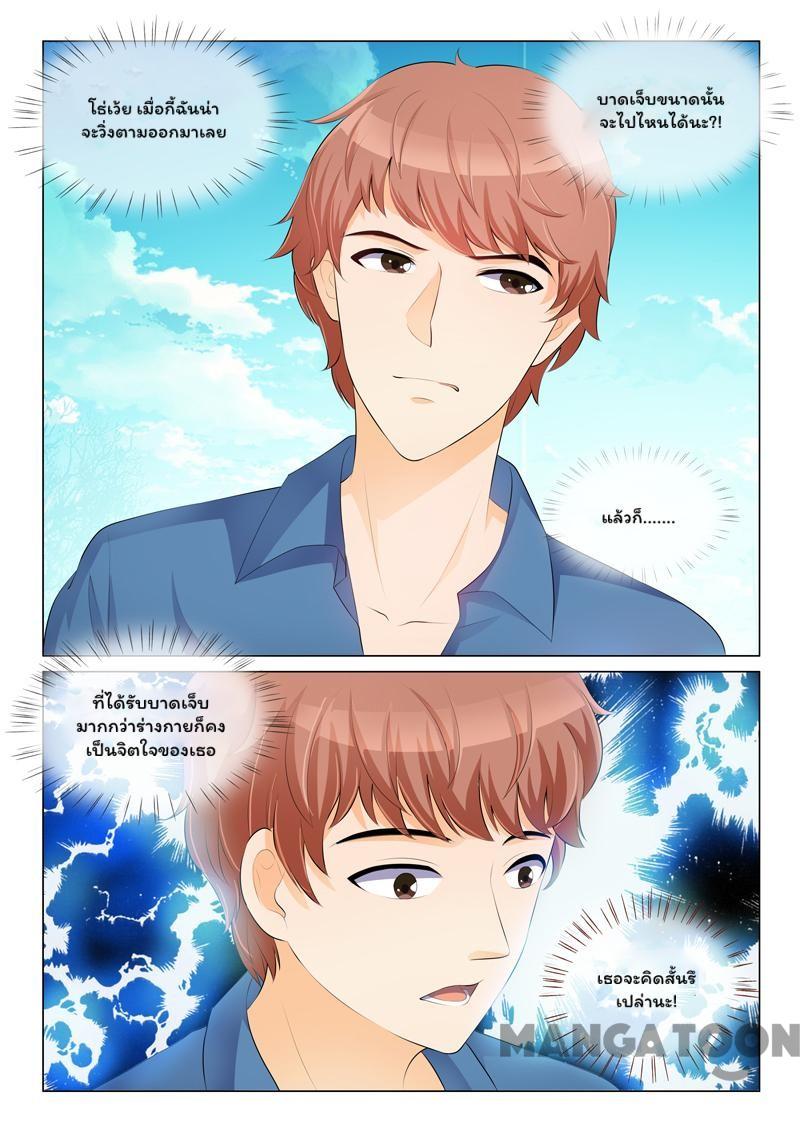 โธ่เว้ย เมื่อกี้ฉันน่า
จะวิ่งตามออกมาเลย
บาดเจ็บขนาดนั้น
จะไปไหนได้นะ?!
แล้วก็.......
ที่ได้รับบาดเจ็บ
มากกว่าร่างกายก็คง
เป็นจิตใจของเธอ
เธอจะคิดสั้นรึ
เปล่านะ!
MANGATOON